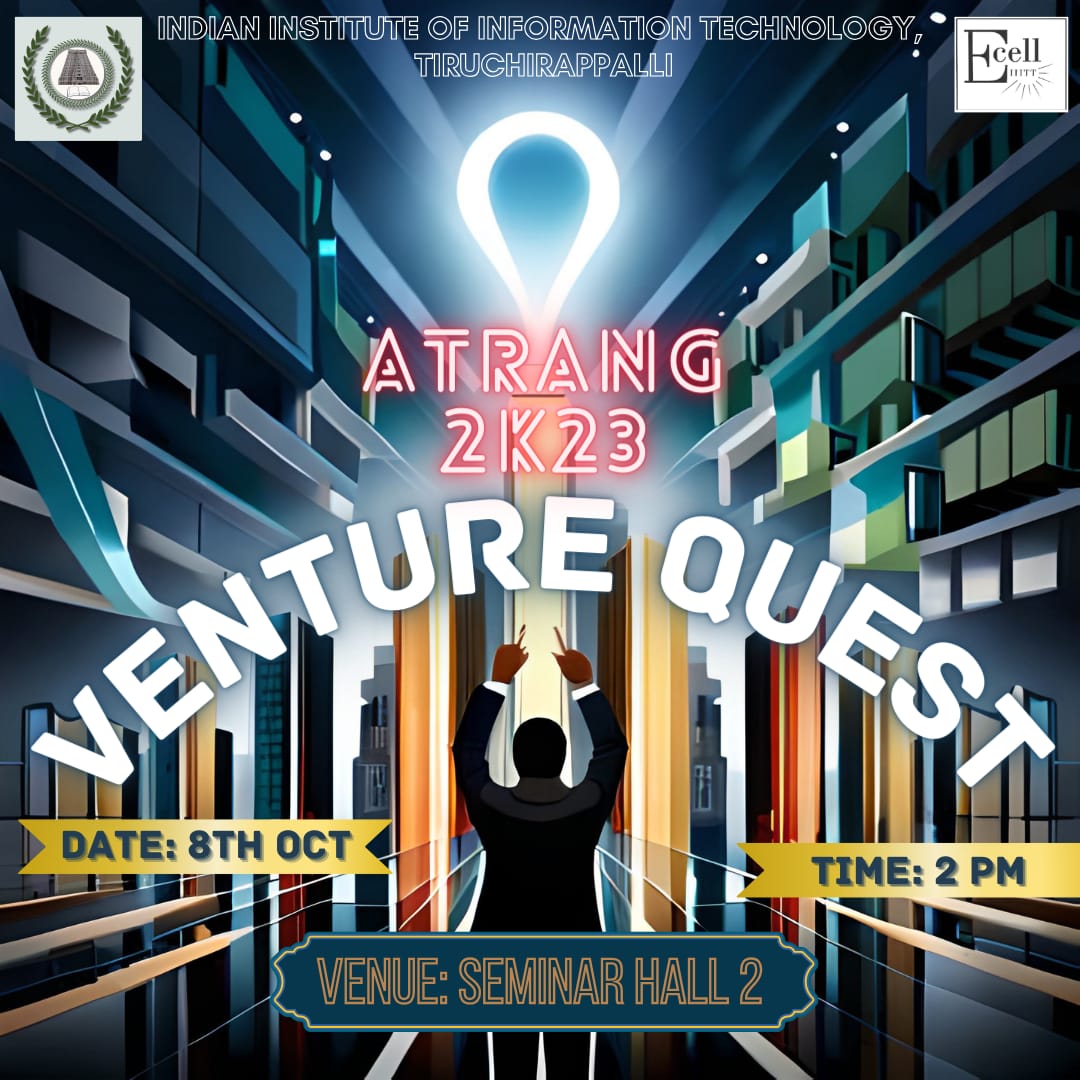 INDIAN INSTITUTE OF INFORMATION TECHNOLOGY,
TIRUCHIRAPPALLI
Ecell
IIITT
ATRANG
2K23
VENTURE QUEST
DATE: 8TH OCT
TIME: 2 PM
VENUE: SEMINAR HALL 2